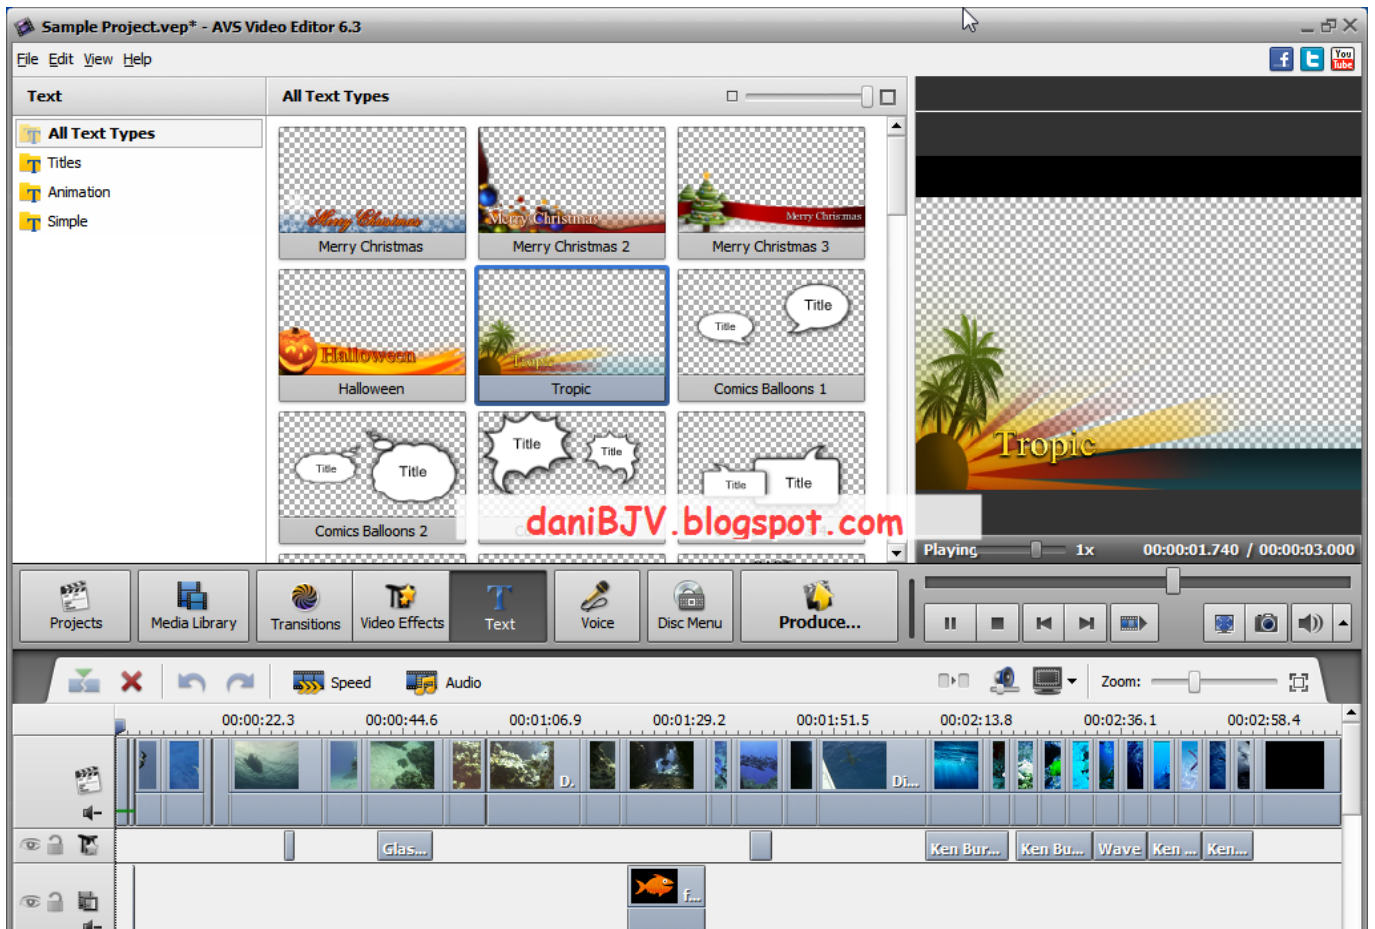 Sample Project.vep* - AVS Video Editor 6.3
File Edit View Help
f t You Tube
Text
All Text Types
All Text Types
Titles
Animation
Simple
Merry Christmas
Merry Christmas
Merry Christmas
Merry Christmas
Merry Christmas 2
Merry Christmas 3
Halloween
Tropic
Title
Title
Halloween
Tropic
Comics Balloons 1
Title
Title
Title
Title
Title
Title
Comics Balloons 2
daniBJV.blogspot.com
Tropic
Playing
1x
00:00:01.740 / 00:00:03.000
Projects
Media Library
Transitions
Video Effects
Text
Voice
Disc Menu
Produce...
Speed
Audio
Zoom:
00:00:22.3 00:00:44.6 00:01:06.9 00:01:29.2 00:01:51.5 00:02:13.8 00:02:36.1 00:02:58.4
D.
Di...
Glas...
Ken Bur...
Ken Bu...
Wave
Ken ...
Ken...
f...